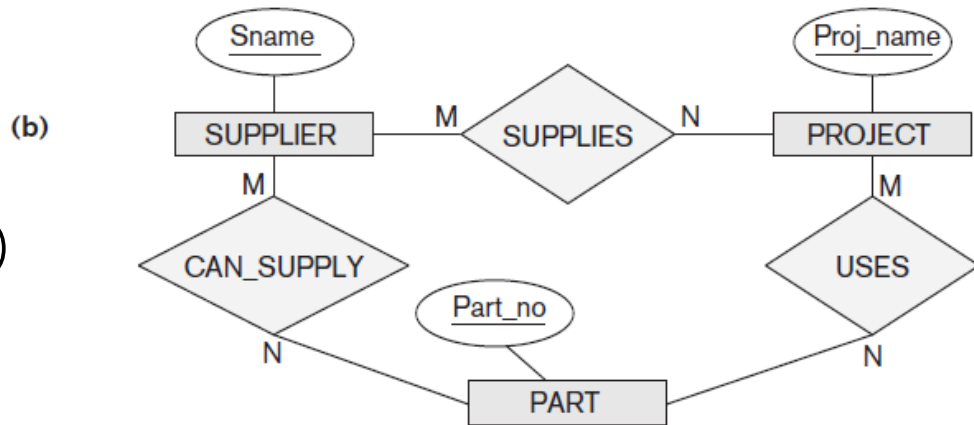 Sname
Proj_name
(b)
M
SUPPLIES
N
SUPPLIER
PROJECT
M
M
CAN_SUPPLY
USES
)
Part_no
N
N
PART